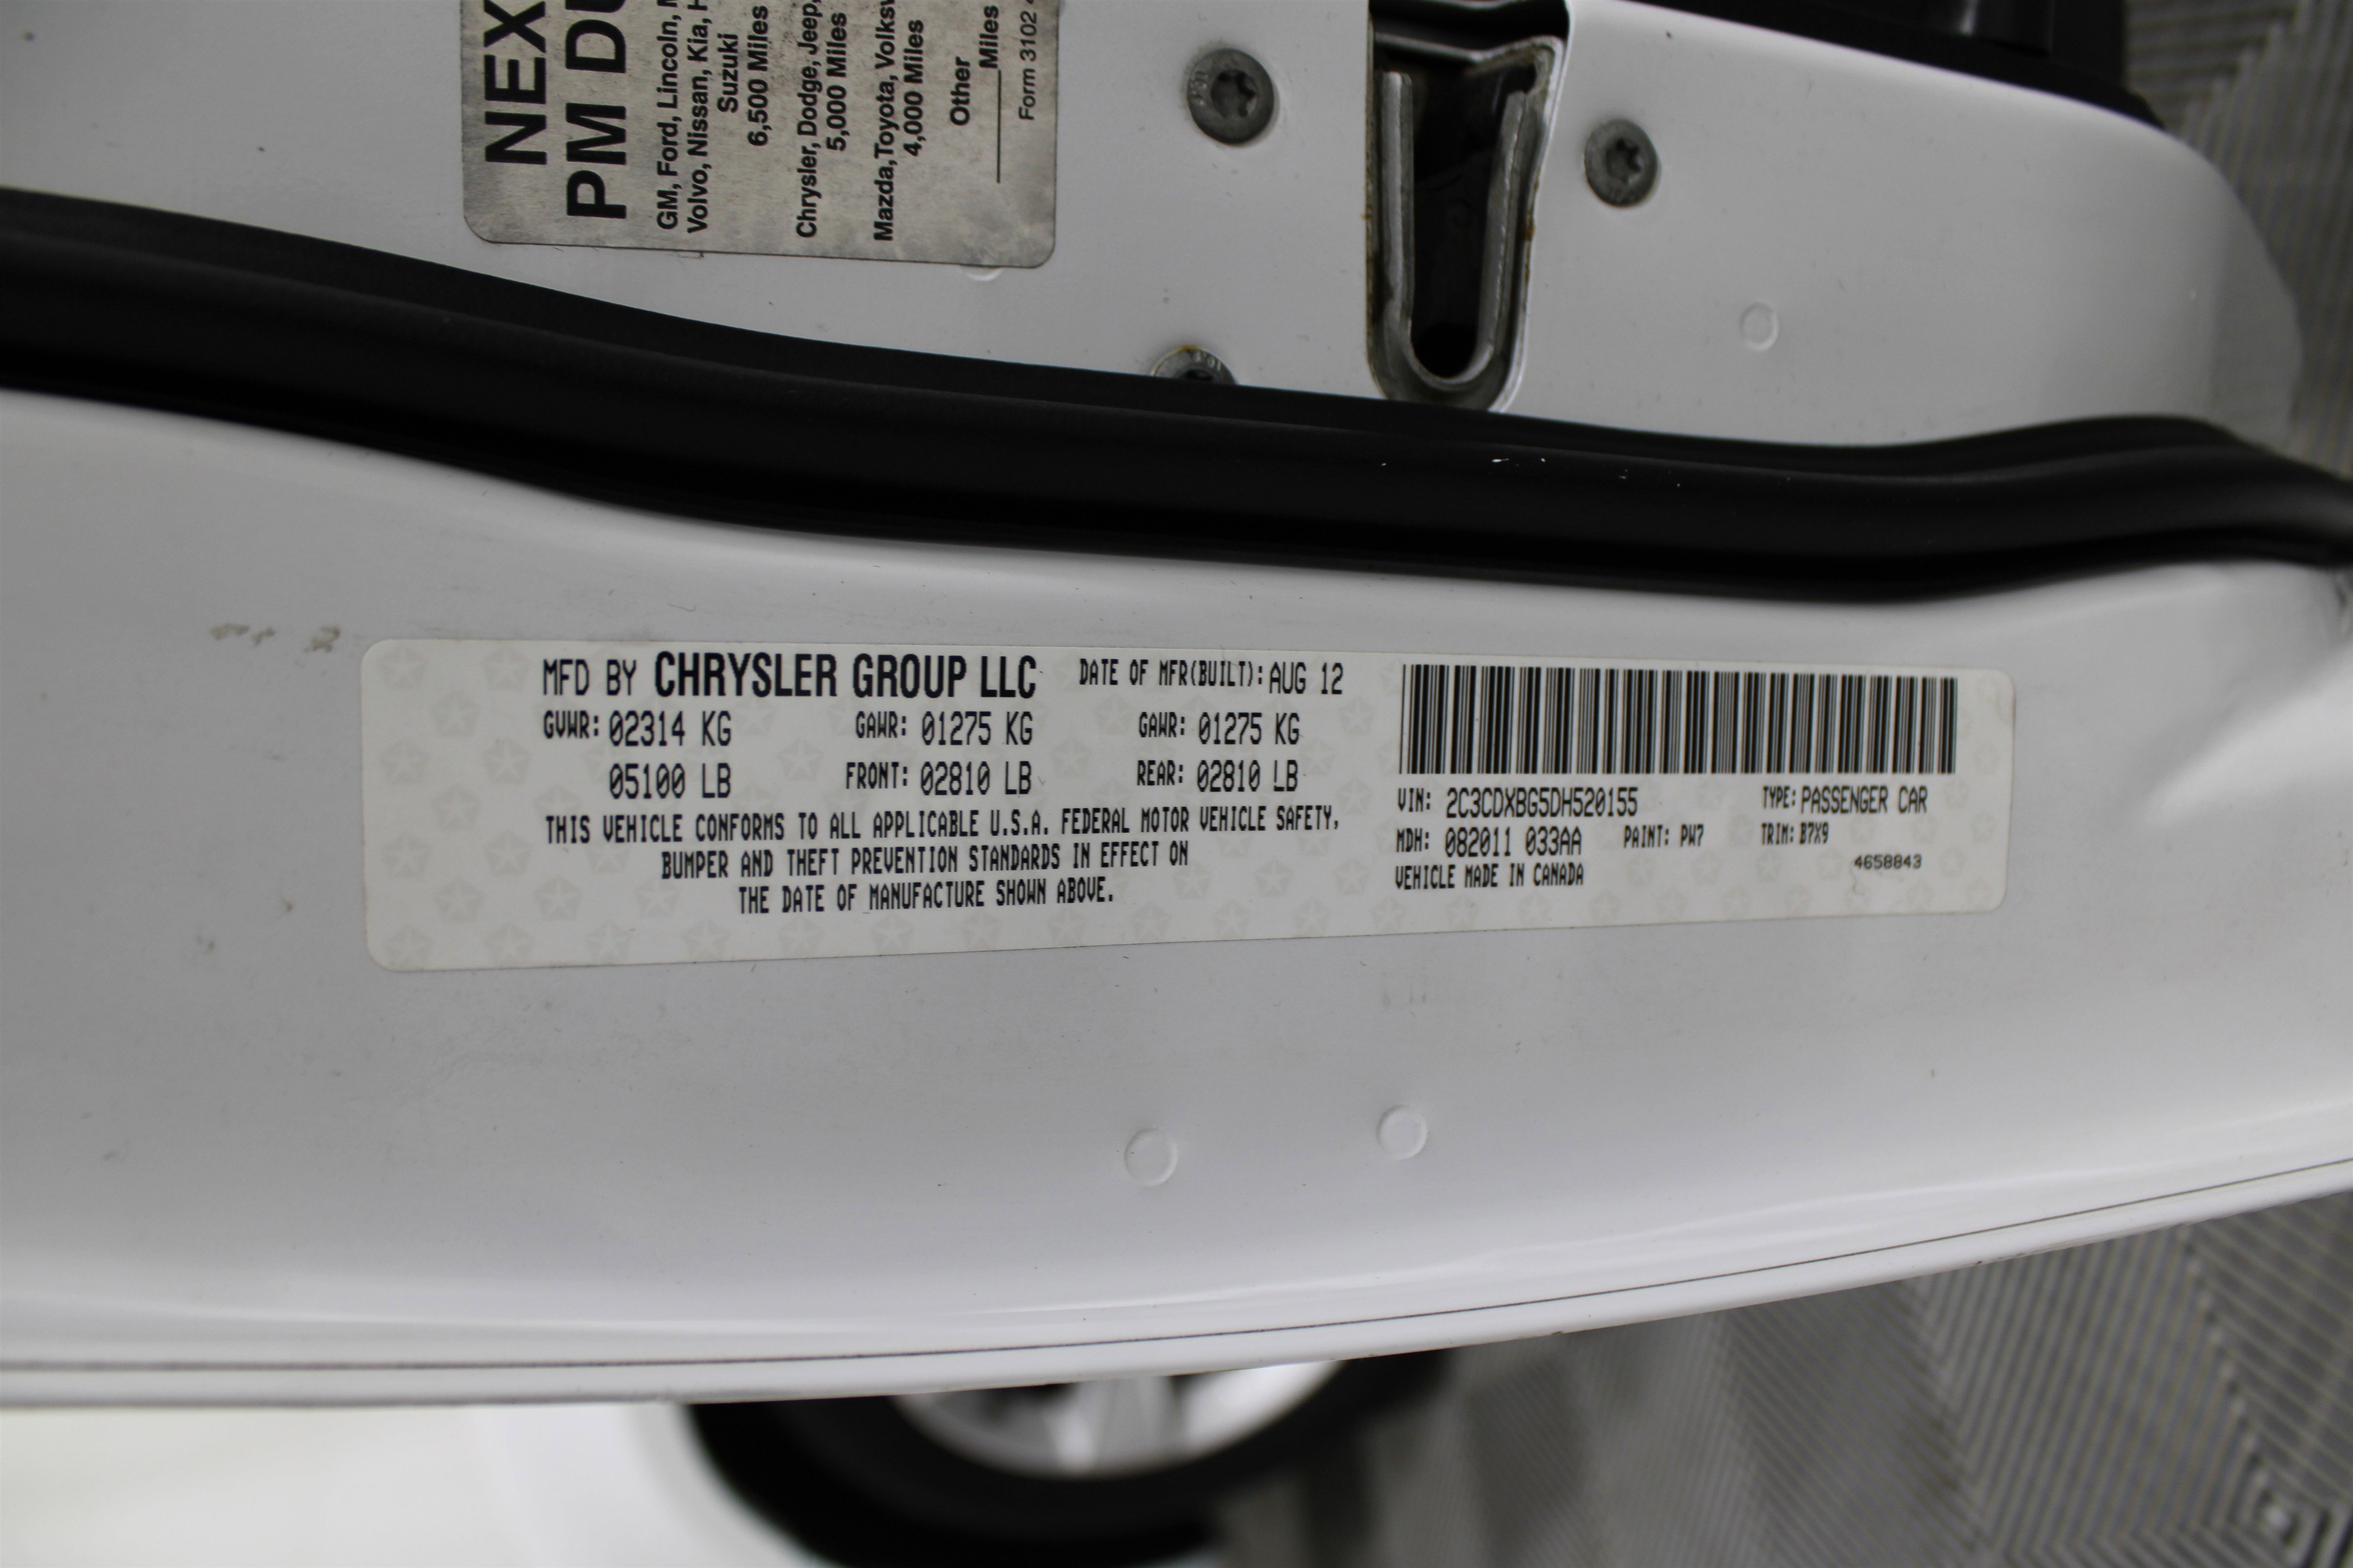 NEX
PM DU
GM, Ford, Lincoln,
Volvo, Nissan, Kia,
Suzuki
6,500 Miles
Chrysler, Dodge, Jeep,
5,000 Miles
Mazda, Toyota, Volksw
4,000 Miles
Other
Miles
Form 3102
MFD BY CHRYSLER GROUP LLC DATE OF MFR(BUILT): AUG 12
GVWR: 02314 KG GAWR: 01275 KG GAWR: 01275 KG
05100 LB FRONT: 02810 LB REAR: 02810 LB
THIS VEHICLE CONFORMS TO ALL APPLICABLE U.S.A. FEDERAL MOTOR VEHICLE SAFETY,
BUMPER AND THEFT PREVENTION STANDARDS IN EFFECT ON
THE DATE OF MANUFACTURE SHOWN ABOVE.
VIN: 2C3CDXBG5DH520155 TYPE: PASSENGER CAR
MDH: 082011 033AA PAINT: PW7 TRIM: B7X9
VEHICLE MADE IN CANADA 4658843